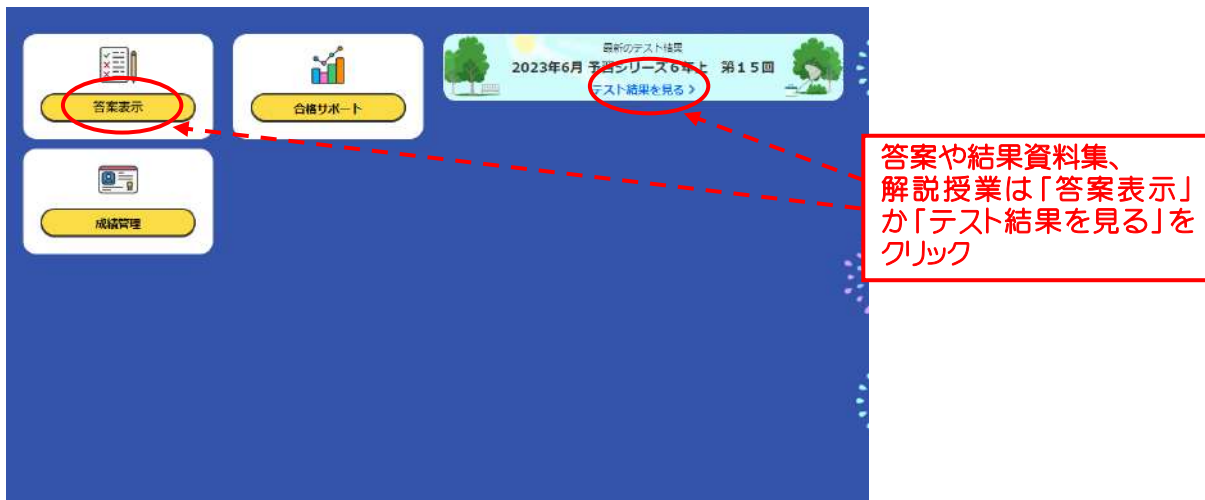 答案表示
合格サポート
最新のテスト結果
2023年6月 予習シリーズ6年上 第15回
テスト結果を見る >
成績管理
答案や結果資料集、
解説授業は「答案表示」
か「テスト結果を見る」を
クリック